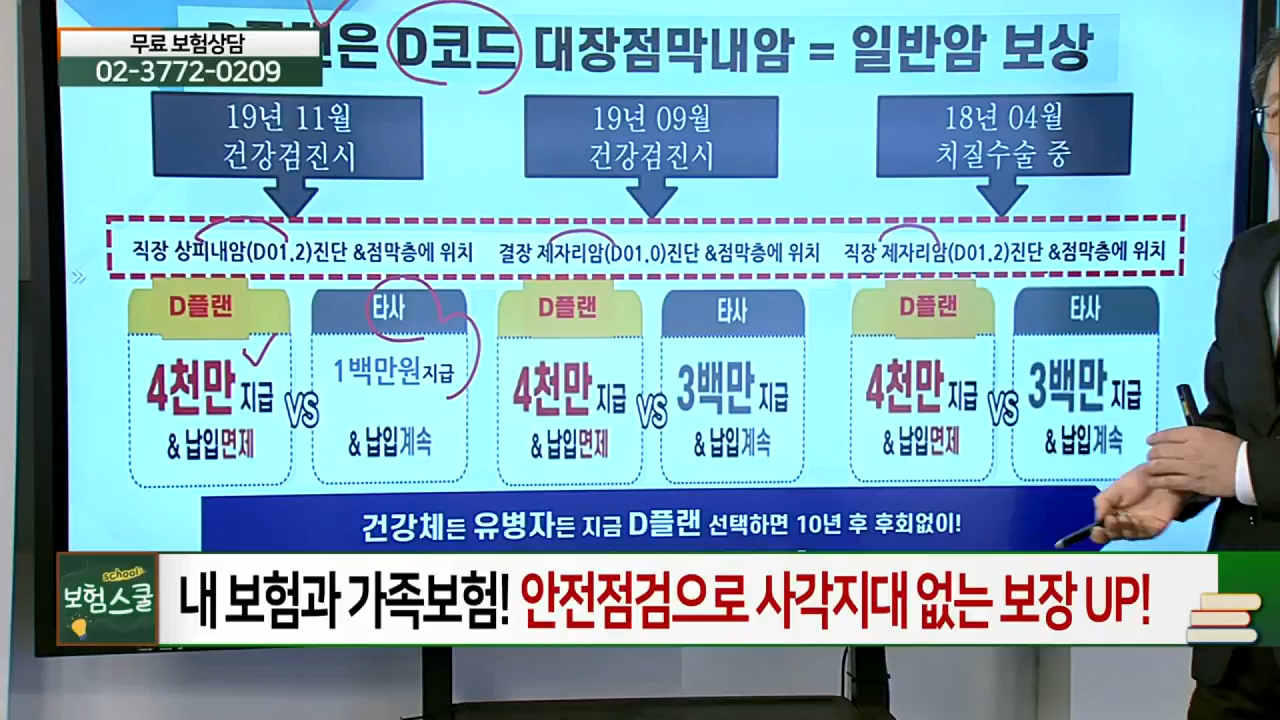 무료 보험상담
02-3772-0209
은 D코드 대장점막내암 = 일반암 보상
19년 11월
건강검진시
19년 09월
건강검진시
18년 04월
치질수술 중
직장 상피내암(D01.2)진단 &점막층에 위치
결장 제자리암(D01.0)진단 &점막층에 위치
직장 제자리암(D01.2)진단 &점막층에 위치
D플랜
4천만 지급
& 납입면제
VS
타사
1백만원지급
& 납입계속
D플랜
4천만 지급
& 납입면제
VS
타사
3백만 지급
& 납입계속
D플랜
4천만 지급
& 납입면제
VS
타사
3백만 지급
& 납입계속
건강체든 유병자든 지금 D플랜 선택하면 10년 후 후회없이!
school
보험스쿨
내 보험과 가족보험! 안전점검으로 사각지대 없는 보장 UP!